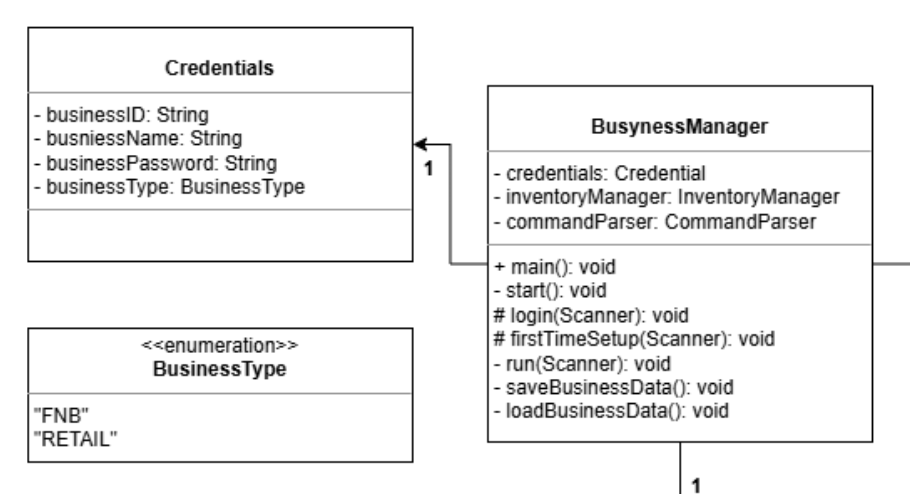 Credentials
- businessID: String
- busniessName: String
- businessPassword: String
- businessType: BusinessType
1
BusynessManager
- credentials: Credential
- inventoryManager: InventoryManager
- commandParser: CommandParser
+ main(): void
- start(): void
# login(Scanner): void
# firstTimeSetup(Scanner): void
- run(Scanner): void
- saveBusinessData(): void
- loadBusinessData(): void
1
<<enumeration>>
BusinessType
"FNB"
"RETAIL"